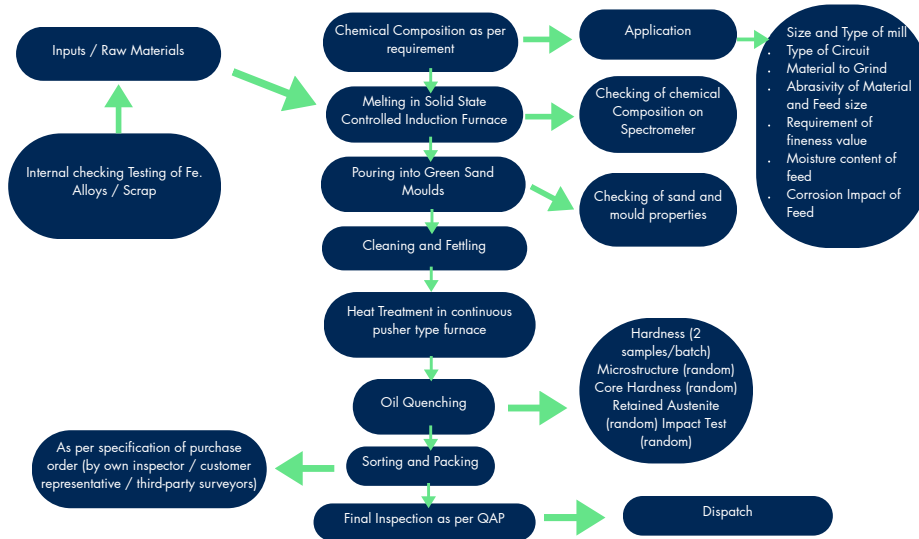 Inputs / Raw Materials
Internal checking Testing of Fe.
Alloys / Scrap
Chemical Composition as per
requirement
Application
Size and Type of mill
. Type of Circuit
. Material to Grind
. Abrasivity of Material
and Feed size
. Requirement of
fineness value
. Moisture content of
feed
. Corrosion Impact of
Feed
Melting in Solid State
Controlled Induction Furnace
Checking of chemical
Composition on
Spectrometer
Pouring into Green Sand
Moulds
Checking of sand and
mould properties
Cleaning and Fettling
Heat Treatment in continuous
pusher type furnace
Oil Quenching
Hardness (2
samples/batch)
Microstructure (random)
Core Hardness (random)
Retained Austenite
(random) Impact Test
(random)
Sorting and Packing
As per specification of purchase
order (by own inspector / customer
representative / third-party surveyors)
Final Inspection as per QAP
Dispatch